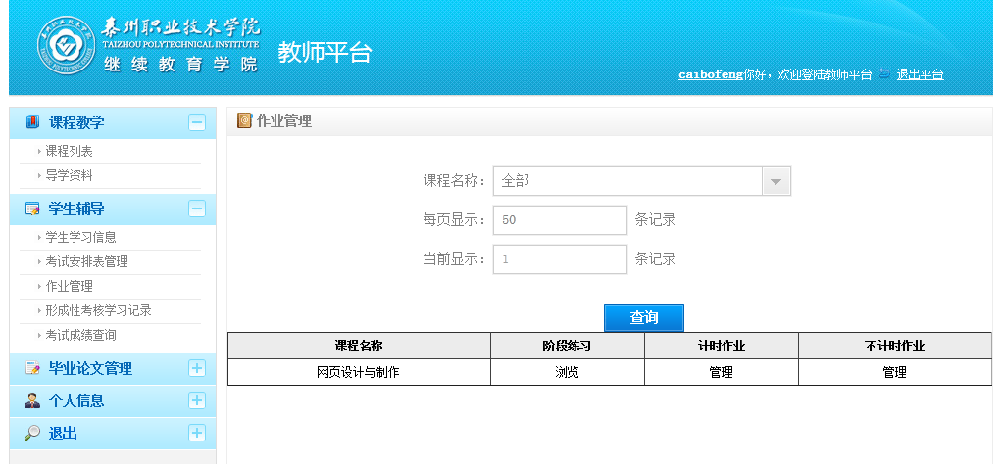 泰州职业技术学院
TAIZHOU POLYTECHNICAL INSTITUTE
继续教育学院
教师平台
caibofeng你好，欢迎登陆教师平台 退出平台
课程教学
课程列表
导学资料
学生辅导
学生学习信息
考试安排表管理
作业管理
形成性考核学习记录
考试成绩查询
毕业论文管理
个人信息
退出
作业管理
课程名称： 全部
每页显示： 50 条记录
当前显示： 1 条记录
查询
课程名称 阶段练习 计时作业 不计时作业
网页设计与制作 浏览 管理 管理